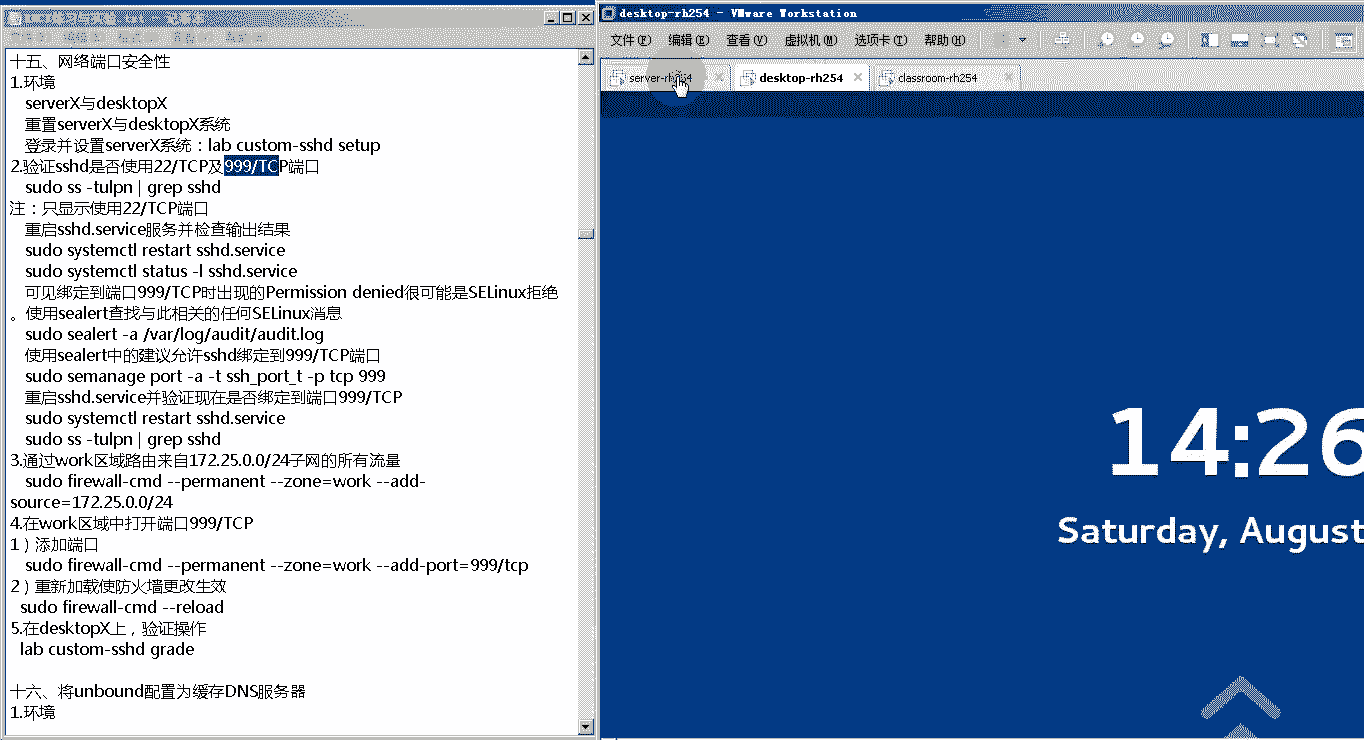 十五、网络端口安全性
1.环境
serverX与desktopX
重置serverX与desktopX系统
登录并设置serverX系统：lab custom-sshd setup
2.验证sshd是否使用22/TCP及999/TCP端口
sudo ss -tulpn | grep sshd
注：只显示使用22/TCP端口
重启sshd.service服务并检查输出结果
sudo systemctl restart sshd.service
sudo systemctl status -l sshd.service
可见绑定到端口999/TCP时出现的Permission denied很可能是SELinux拒绝
。使用sealert查找与此相关的任何SELinux消息
sudo sealert -a /var/log/audit/audit.log
使用sealert中的建议允许sshd绑定到999/TCP端口
sudo semanage port -a -t ssh_port_t -p tcp 999
重启sshd.service并验证现在是否绑定到端口999/TCP
sudo systemctl restart sshd.service
sudo ss -tulpn | grep sshd
3.通过work区域路由来自172.25.0.0/24子网的所有流量
sudo firewall-cmd --permanent --zone=work --add-
source=172.25.0.0/24
4.在work区域中打开端口999/TCP
1）添加端口
sudo firewall-cmd --permanent --zone=work --add-port=999/tcp
2）重新加载使防火墙更改生效
sudo firewall-cmd --reload
5.在desktopX上，验证操作
lab custom-sshd grade
十六、将unbound配置为缓存DNS服务器
1.环境
desktop-rh254 - VMware Workstation
文件(F) 编辑(E) 查看(V) 虚拟机(M) 选项卡(T) 帮助(H)
server-rh254 desktop-rh254 classroom-rh254
14:26
Saturday, August